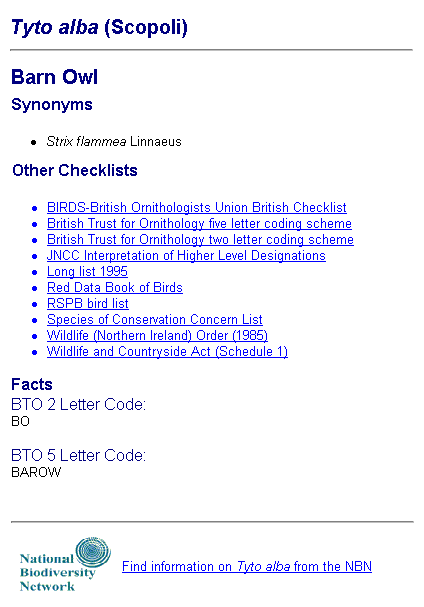 Tyto alba (Scopoli)
Barn Owl
Synonyms
• Strix flammea Linnaeus
Other Checklists
• BIRDS-British Ornithologists Union British Checklist
• British Trust for Ornithology five letter coding scheme
• British Trust for Ornithology two letter coding scheme
• JNCC Interpretation of Higher Level Designations
• Long list 1995
• Red Data Book of Birds
• RSPB bird list
• Species of Conservation Concern List
• Wildlife (Northern Ireland) Order (1985)
• Wildlife and Countryside Act (Schedule 1)
Facts
BTO 2 Letter Code:
BO
BTO 5 Letter Code:
BAROW
National
Biodiversity
Network
Find information on Tyto alba from the NBN